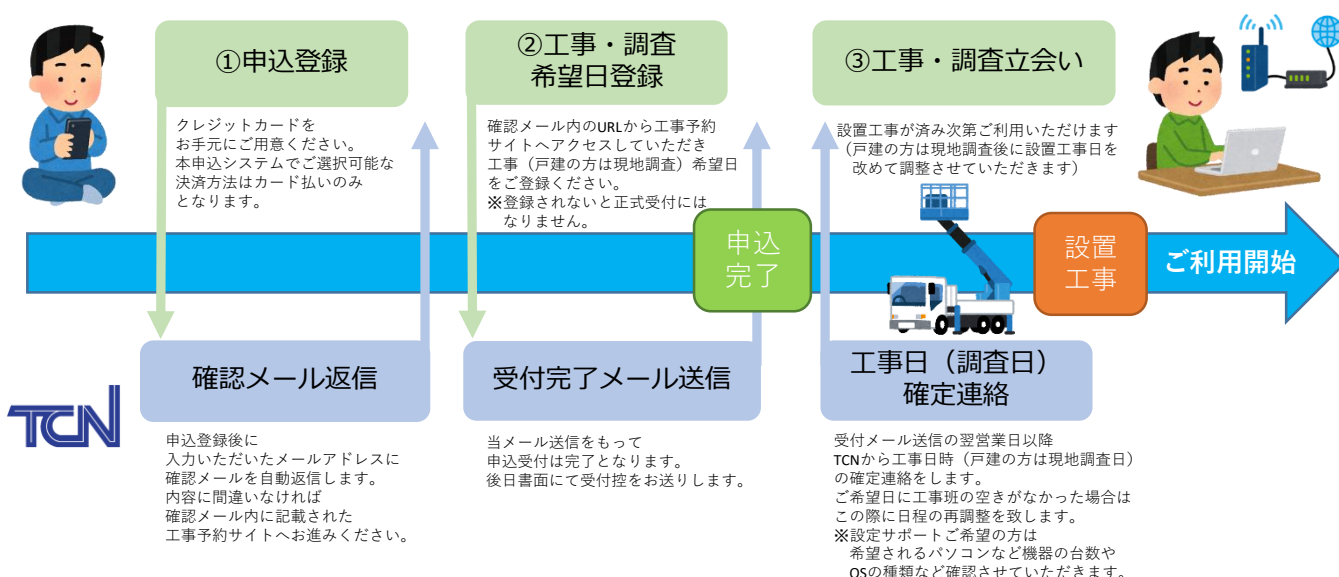 ①申込登録
クレジットカードを
お手元にご用意ください。
本申込システムでご選択可能な
決済方法はカード払いのみ
となります。
②工事・調査
希望日登録
確認メール内のURLから工事予約
サイトへアクセスしていただき
工事（戸建の方は現地調査）希望日
をご登録ください。
※登録されないと正式受付には
なりません。
③工事・調査立会い
設置工事が済み次第ご利用いただけます
（戸建の方は現地調査後に設置工事日を
改めて調整させていただきます）
申込
完了
設置
工事
ご利用開始
TCN
確認メール返信
申込登録後に
入力いただいたメールアドレスに
確認メールを自動返信します。
内容に間違いなければ
確認メール内に記載された
工事予約サイトへお進みください。
受付完了メール送信
当メール送信をもって
申込受付は完了となります。
後日書面にて受付控をお送りします。
工事日（調査日）
確定連絡
受付メール送信の翌営業日以降
TCNから工事日時（戸建の方は現地調査日）
の確定連絡をします。
ご希望日に工事班の空きがなかった場合は
この際に日程の再調整を致します。
※設定サポートご希望の方は
希望されるパソコンなど機器の台数や
OSの種類など確認させていただきます。